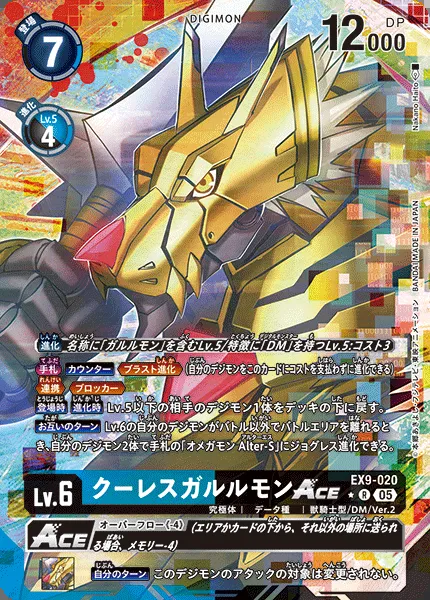 DIGIMON
登場
7
12000
DP
進化
Lv.5
4
Nakano Haito
BANDAI MADE IN JAPAN
進化 名称に「ガルルモン」を含むLv.5/特徴に「DM」を持つLv.5:コスト3
手札 カウンター ブラスト進化 (自分のデジモンをこのカードにコストを支払わずに進化できる)
連携 ブロッカー
登場時 進化時 Lv.5以下の相手のデジモン1体をデッキの下に戻す。
お互いのターン Lv.6の自分のデジモンがバトル以外でバトルエリアを離れると
き、自分のデジモン2体で手札の「オメガモン Alter-S」にジョグレス進化できる。
EX9-020
Lv.6 クーレスガルルモン ACE
R 05
究極体 データ種 獣騎士型/DM/Ver.2
ACE オーバーフロー《-4》 (エリアかカードの下から、それ以外の場所に送られ
る場合、メモリー-4)
自分のターン このデジモンのアタックの対象は変更されない。